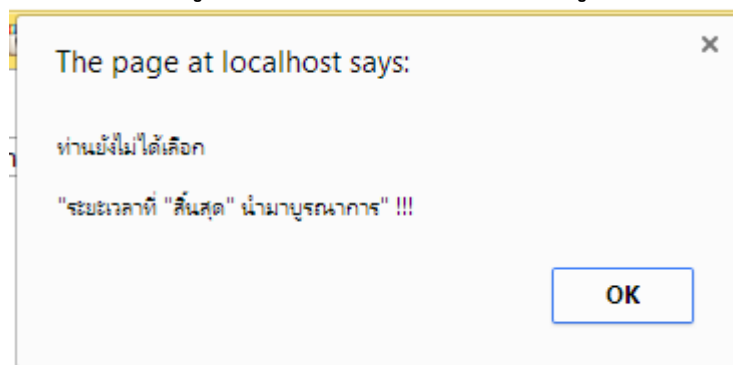 The page at localhost says:
ท่านยังไม่ได้เลือก
"ระยะเวลาที่ "สิ้นสุด" นำมาบูรณาการ" !!!
OK